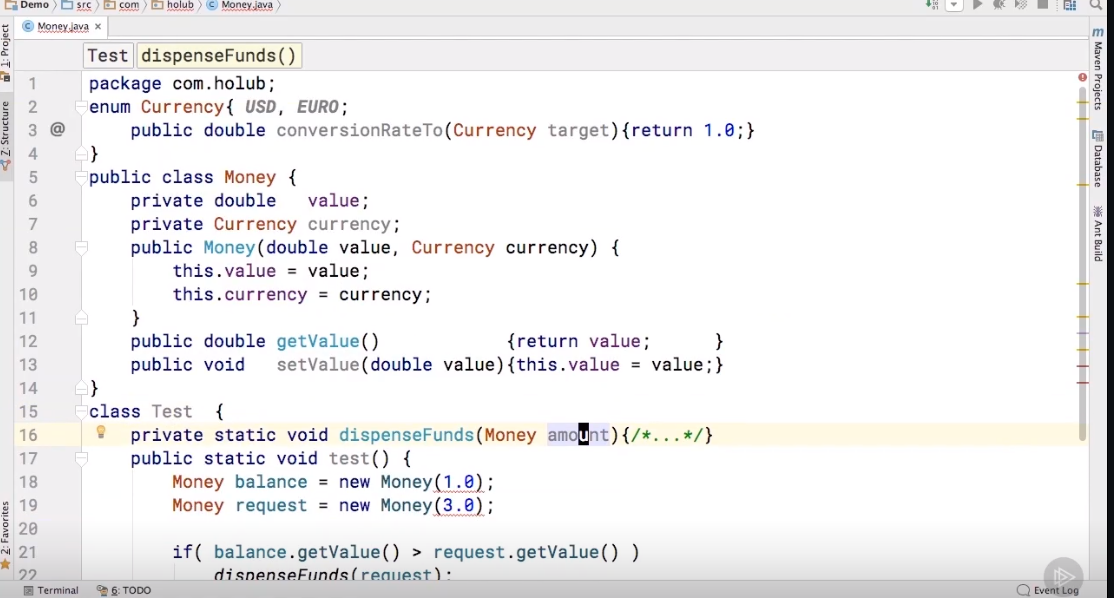 Demo src com holub Money.java
Money.java
Test dispenseFunds()
1 package com.holub;
2 enum Currency{ USD, EURO;
3 @ public double conversionRateTo(Currency target){return 1.0;}
4 }
5 public class Money {
6 private double value;
7 private Currency currency;
8 public Money(double value, Currency currency) {
9 this.value = value;
10 this.currency = currency;
11 }
12 public double getValue() {return value; }
13 public void setValue(double value){this.value = value;}
14 }
15 class Test {
16 private static void dispenseFunds(Money amount){/*...*/}
17 public static void test() {
18 Money balance = new Money(1.0);
19 Money request = new Money(3.0);
20
21 if( balance.getValue() > request.getValue() )
22 dispenseFunds(request);
1: Project
Z: Structure
2: Favorites
m Maven Projects
Database
Ant Build
Terminal 6: TODO Event Log